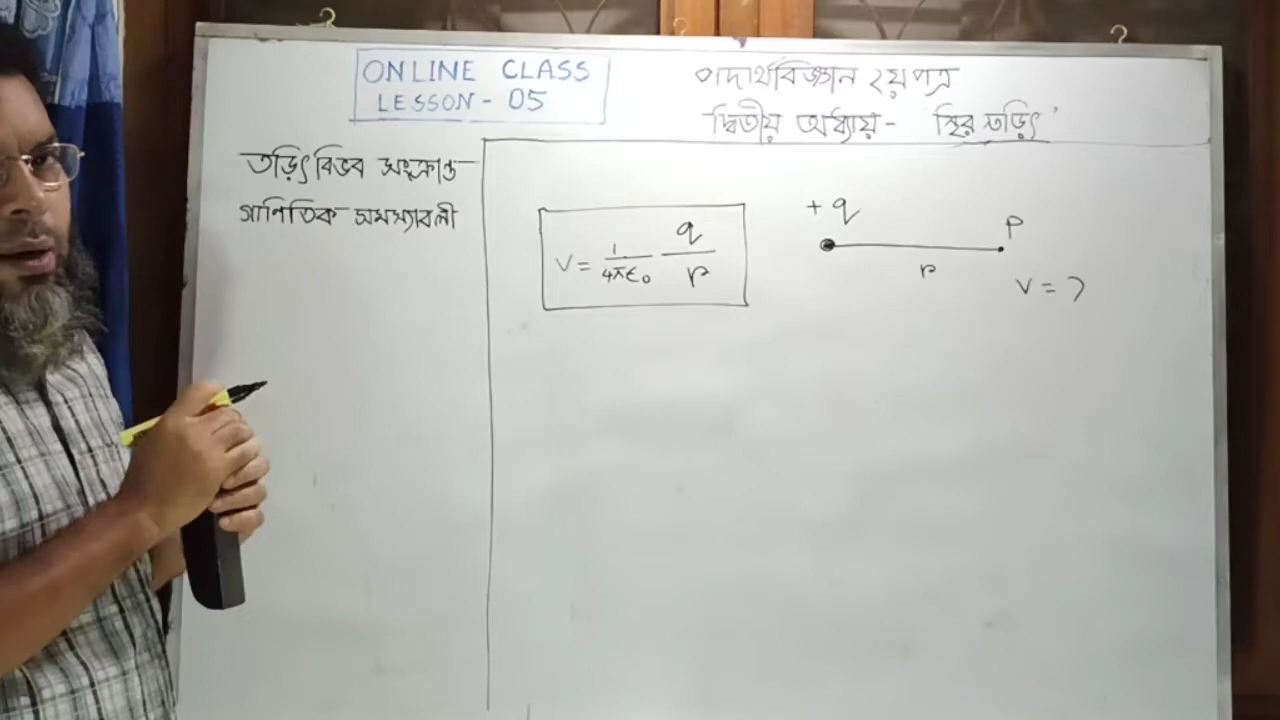 ONLINE CLASS
LESSON - 05
পদার্থবিজ্ঞান ২য় পত্র
দ্বিতীয় অধ্যায় - স্থির তড়িৎ '
তড়িৎ বিভব সংক্রান্ত
গাণিতিক সমস্যাবলী
V = 1/4πϵ₀ q/r
+ q
P
r
V = ?